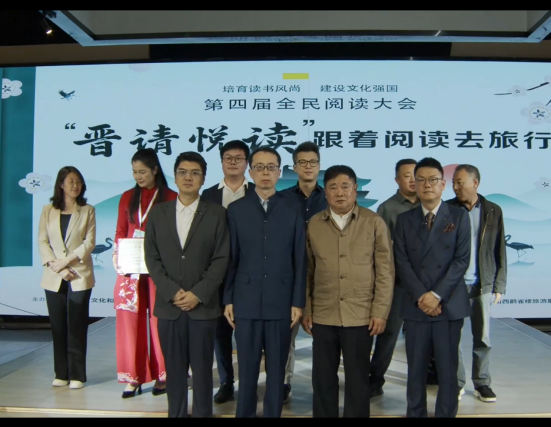 培育读书风尚 建设文化强国
第四届全民阅读大会
“晋请悦读”跟着阅读去旅行